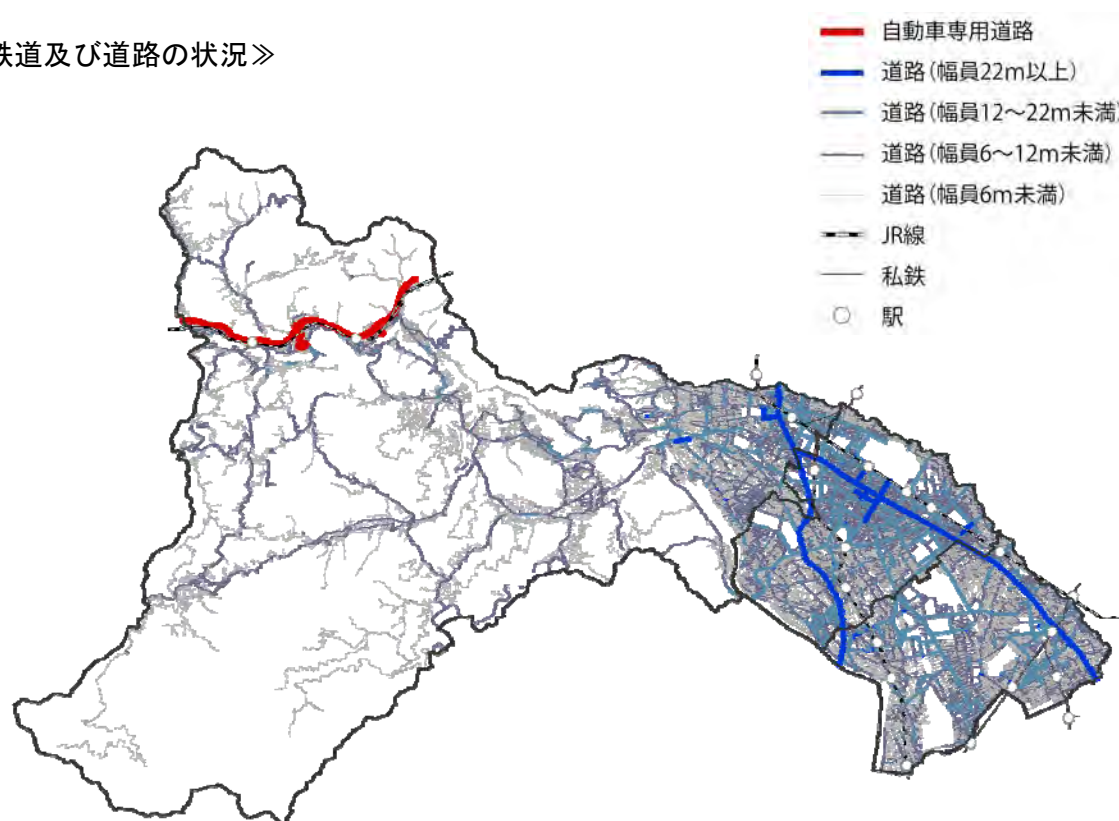 鉄道及び道路の状況≫
自動車専用道路
道路(幅員22m以上)
道路(幅員12～22m未満)
道路(幅員6～12m未満)
道路(幅員6m未満)
JR線
私鉄
駅